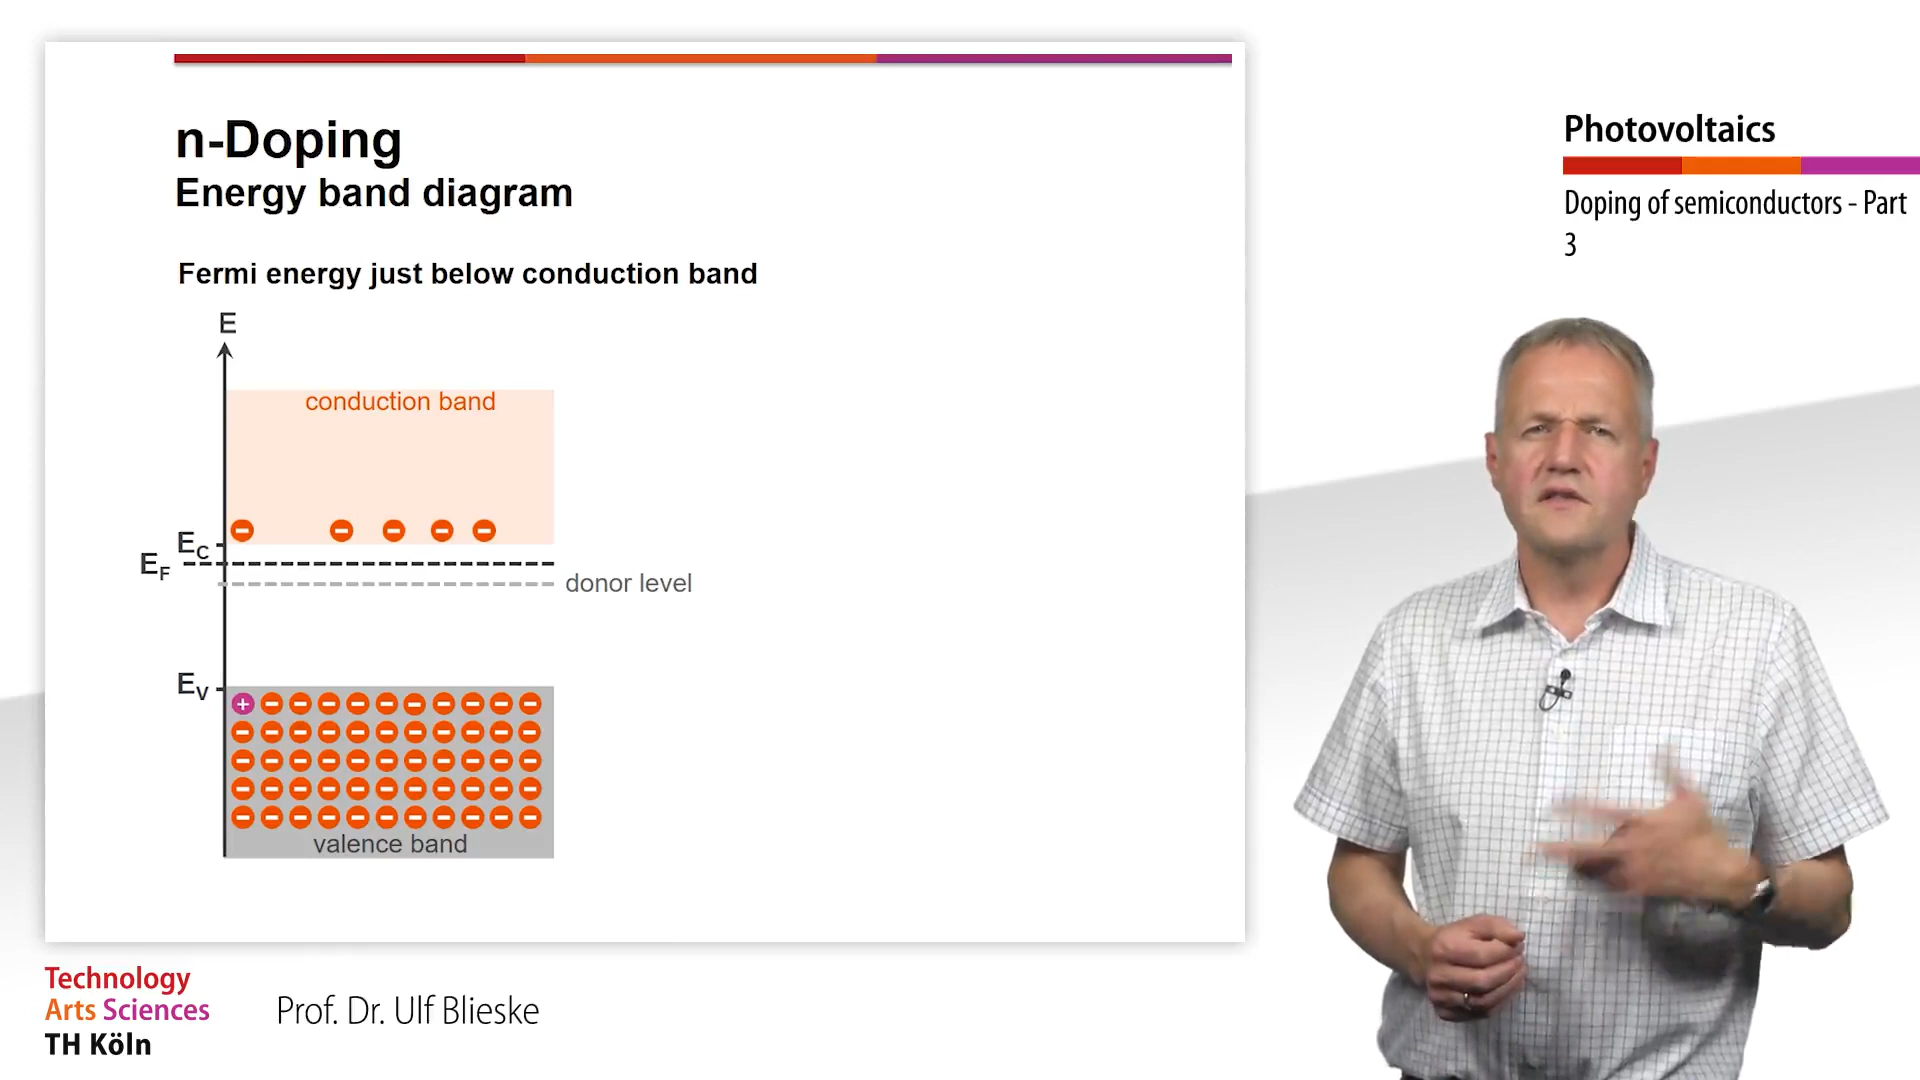 n-Doping
Energy band diagram
Fermi energy just below conduction band
E
conduction band
EC
EF
donor level
EV
+
valence band
Photovoltaics
Doping of semiconductors - Part
3
Technology
Arts Sciences
TH Köln
Prof. Dr. Ulf Blieske